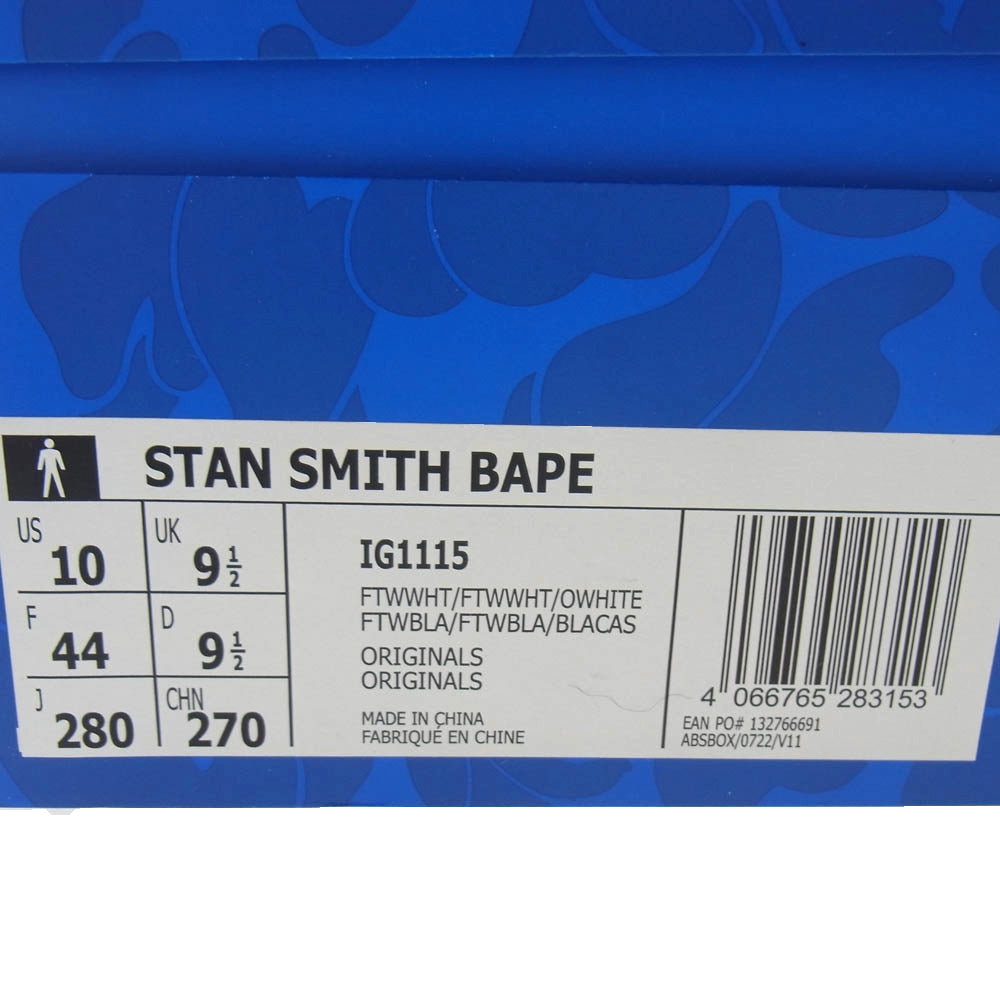 STAN SMITH BAPE
US 10 UK 9 1/2
F 44 D 9 1/2
J 280 CHN 270
IG1115
FTWWHT/FTWWHT/OWHITE
FTWBLA/FTWBLA/BLACAS
ORIGINALS
ORIGINALS
MADE IN CHINA
FABRIQUÉ EN CHINE
4 066765 283153
EAN PO# 132766691
ABSBOX/0722/V11